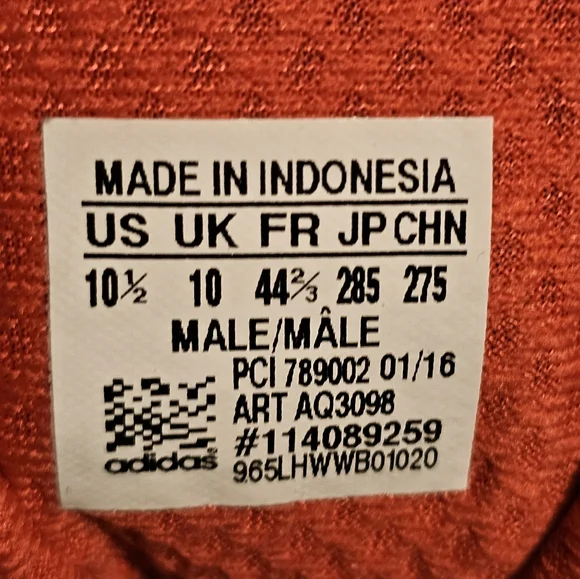 MADE IN INDONESIA
US UK FR JP CHN
10½ 10 44⅔ 285 275
MALE/MÂLE
PCI 789002 01/16
ART AQ3098
#114089259
adidas 965LHWWB01020